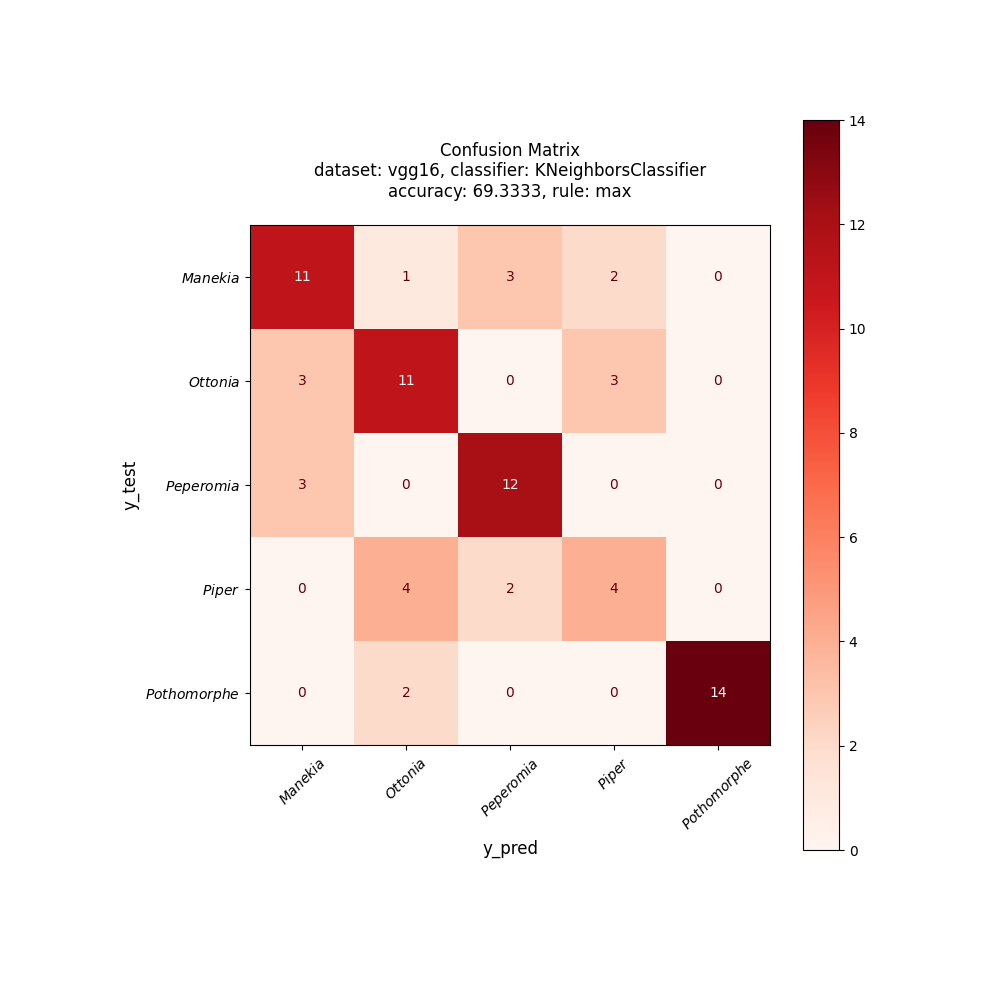 Confusion Matrix
dataset: vgg16, classifier: KNeighborsClassifier
accuracy: 69.3333, rule: max
y_test
Manekia 11 1 3 2 0
Ottonia 3 11 0 3 0
Peperomia 3 0 12 0 0
Piper 0 4 2 4 0
Pothomorphe 0 2 0 0 14
Manekia Ottonia Peperomia Piper Pothomorphe
y_pred
14
12
10
8
6
4
2
0